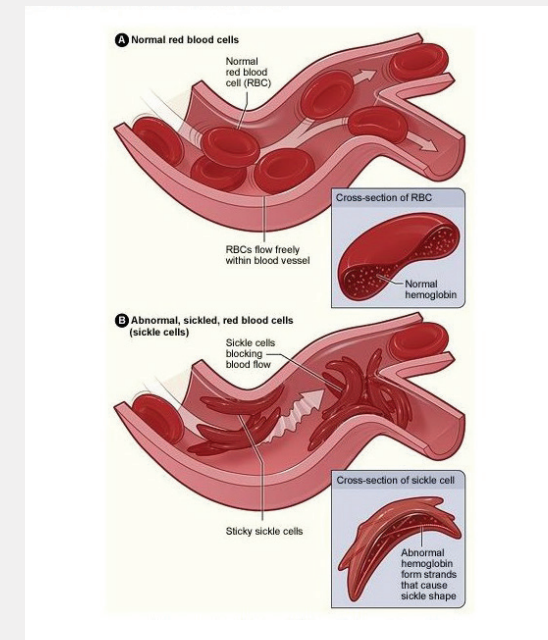 A Normal red blood cells
Normal
red blood
cell (RBC)
RBCs flow freely
within blood vessel
Cross-section of RBC
Normal
hemoglobin
B Abnormal, sickled, red blood cells
(sickle cells)
Sickle cells
blocking
blood flow
Sticky sickle cells
Cross-section of sickle cell
Abnormal
hemoglobin
form strands
that cause
sickle shape